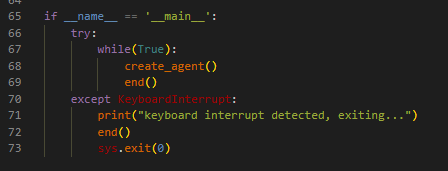 65 if __name__ == '__main__':
66     try:
67         while(True):
68             create_agent()
69             end()
70     except KeyboardInterrupt:
71         print("keyboard interrupt detected, exiting...")
72         end()
73         sys.exit(0)